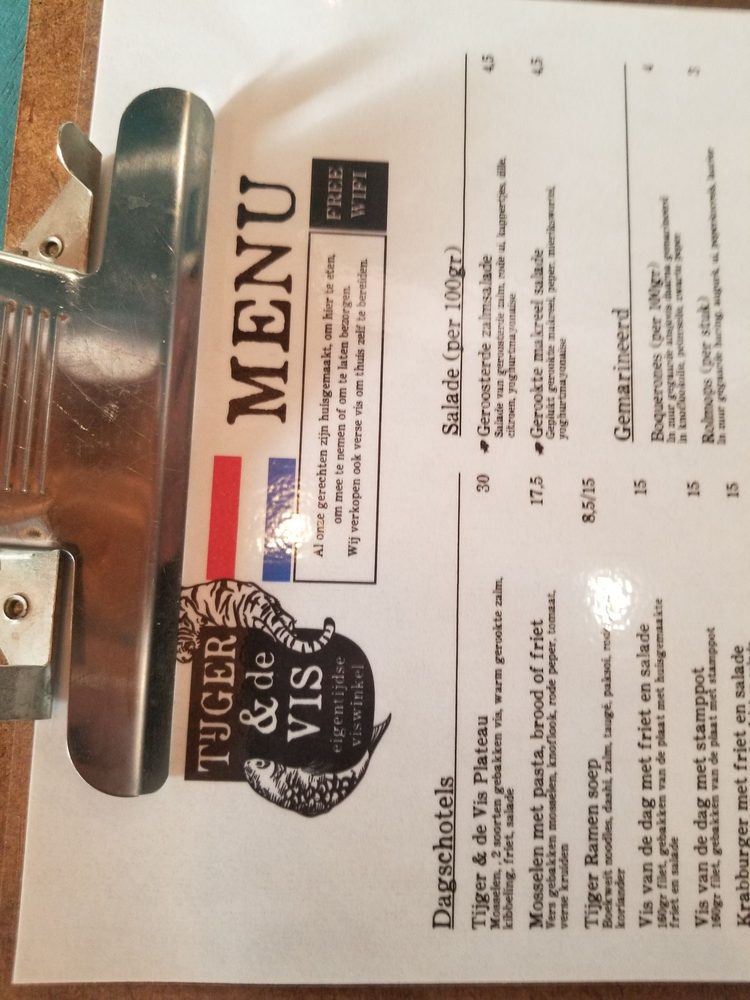 TIJGER
& de
VIS
eigentijdse
viswinkel
MENU
Al onze gerechten zijn huisgemaakt, om hier te eten,
om mee te nemen of om te laten bezorgen.
Wij verkopen ook verse vis om thuis zelf te bereiden.
FREE
WIFI
Dagschotels
Tijger & de Vis Plateau 30
Mosselen, , 2 soorten gebakken vis, warm gerookte zalm,
kibbeling, friet, salade
Mosselen met pasta, brood of friet 17,5
Vers gebakken mosselen, knoflook, rode peper, tomaat,
verse kruiden
Tijger Ramen soep 8,5/15
Boekweit noodles, dashi, zalm, taugé, paksoi,
koriander
Vis van de dag met friet en salade 15
160gr filet, gebakken van de plaat met huisgemaakte
friet en salade
Vis van de dag met stamppot 15
160gr filet, gebakken van de plaat met stamppot
Krabburger met friet en salade 15
Salade (per 100gr)
Geroosterde zalmsalade 4,5
Salade van geroosterde zalm, rode ui, kappertjes, dille,
citroen, yoghurtmayonaise
Gerookte makreel salade 4,5
Geplukt gerookte makreel, peper, mierikswortel,
yoghurtmayonaise
Gemarineerd
Boquerones (per 100gr) 4
In zuur gegaarde ansjovis daarna gemarineerd
in knoflookolie, peterselie, zwarte peper
Rolmops (per stuk) 3
In zuur gegaarde haring, augurk, ui,